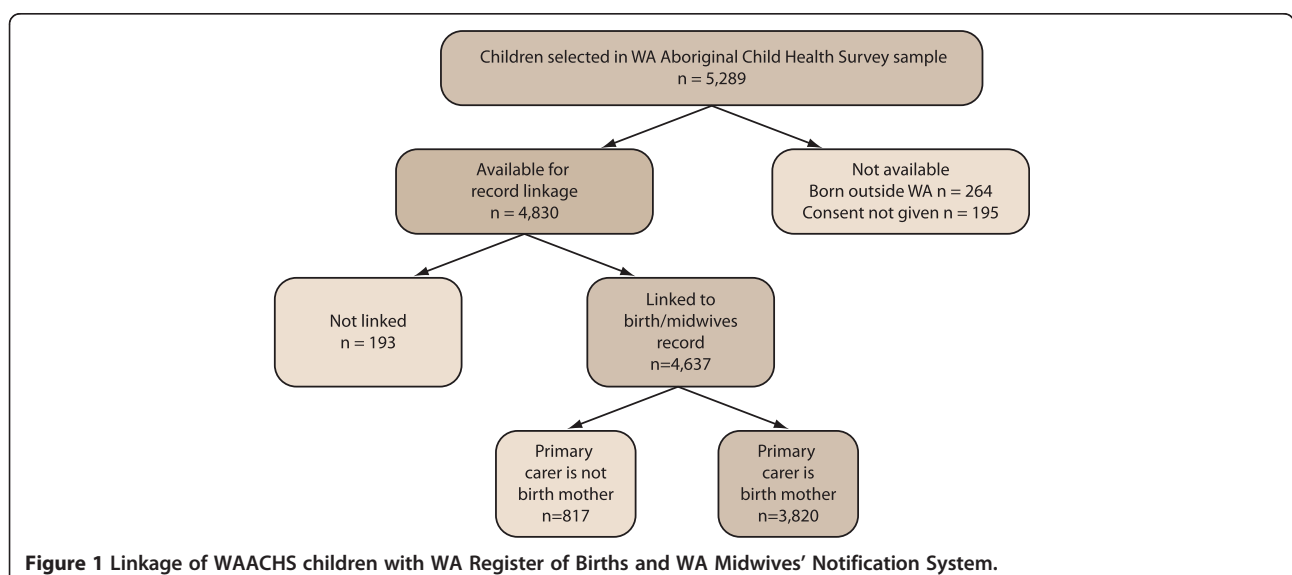 Children selected in WA Aboriginal Child Health Survey sample
n = 5,289
Available for
record linkage
n = 4,830
Not available
Born outside WA n = 264
Consent not given n = 195
Not linked
n = 193
Linked to
birth/midwives
record
n=4,637
Primary
carer is not
birth mother
n=817
Primary
carer is
birth mother
n=3,820
Figure 1 Linkage of WAACHS children with WA Register of Births and WA Midwives’ Notification System.